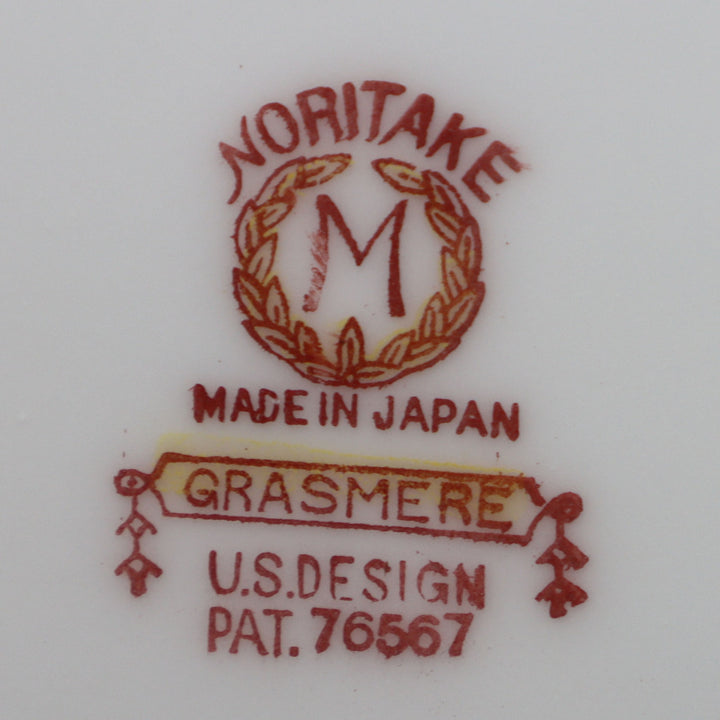 NORITAKE
M
MADE IN JAPAN
GRASMERE
U.S. DESIGN
PAT. 76567